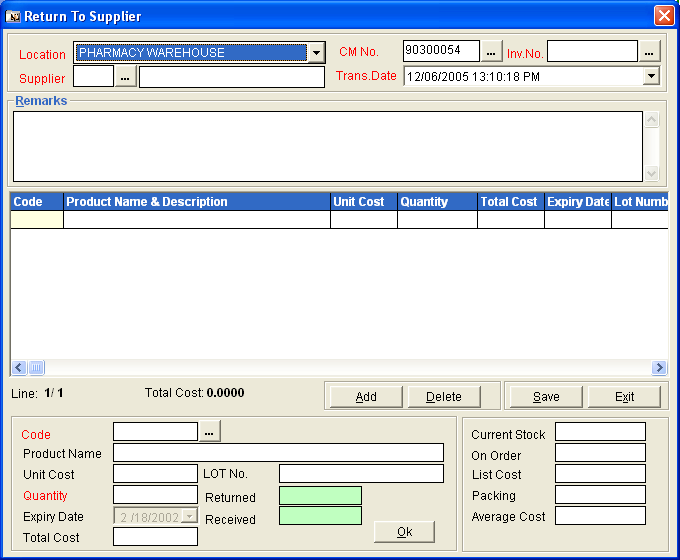 Return To Supplier
Location PHARMACY WAREHOUSE CM No. 90300054 ... Inv.No. ...
Supplier ... Trans.Date 12/06/2005 13:10:18 PM
Remarks
Code Product Name & Description Unit Cost Quantity Total Cost Expiry Date Lot Numb
Line: 1/ 1 Total Cost: 0.0000 Add Delete Save Exit
Code ... Current Stock
Product Name On Order
Unit Cost LOT No. List Cost
Quantity Returned Packing
Expiry Date 2 /18/2002 Received Average Cost
Total Cost Ok